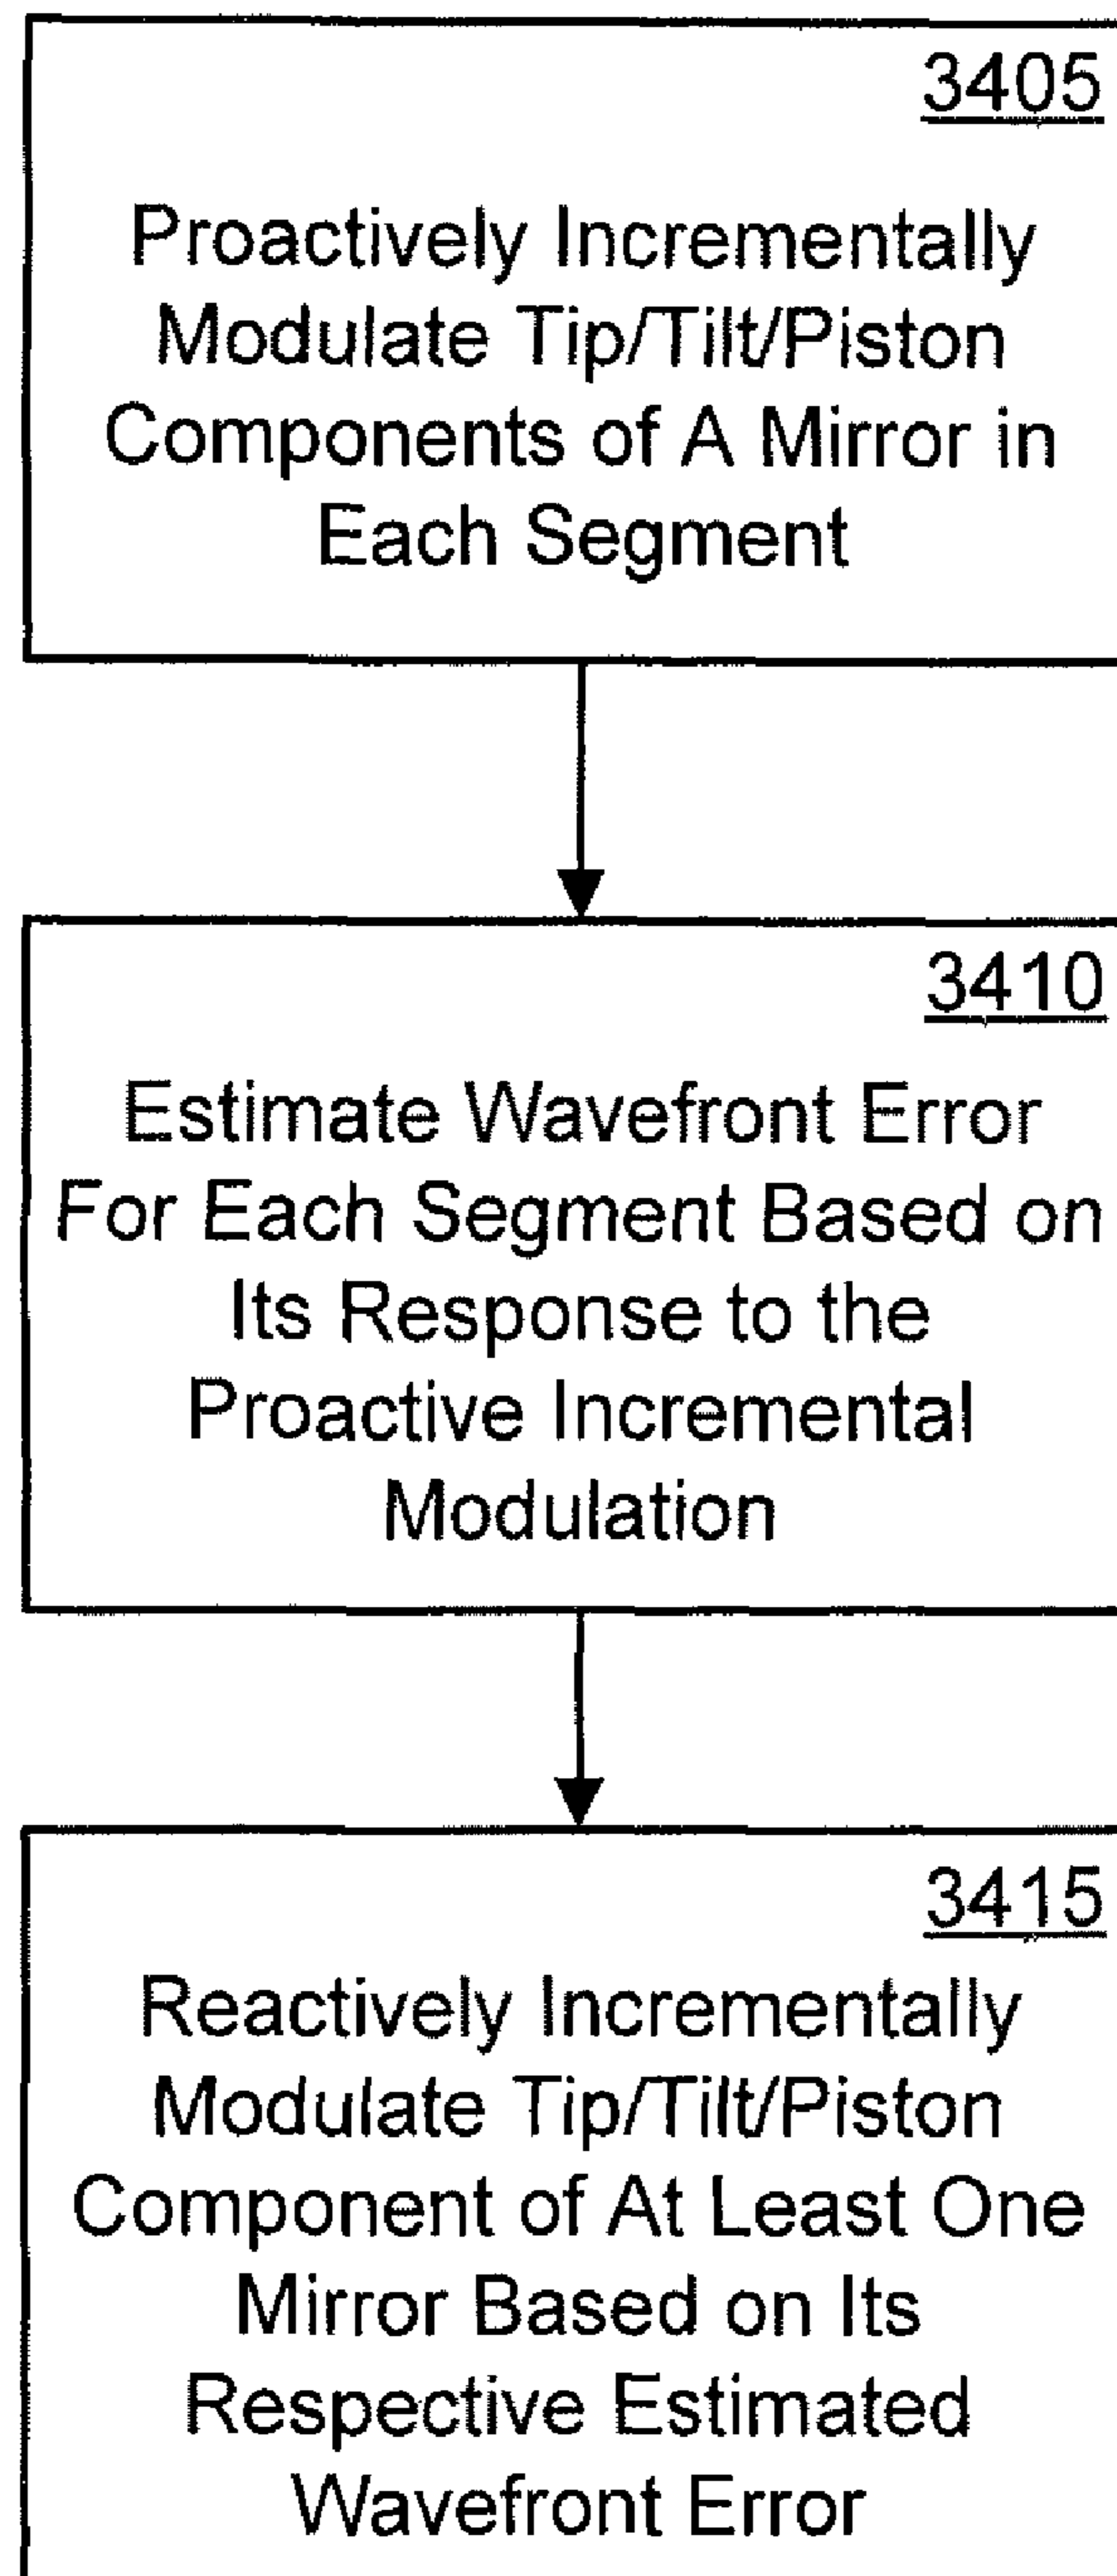 3405
Proactively Incrementally
Modulate Tip/Tilt/Piston
Components of A Mirror in
Each Segment
3410
Estimate Wavefront Error
For Each Segment Based on
Its Response to the
Proactive Incremental
Modulation
3415
Reactively Incrementally
Modulate Tip/Tilt/Piston
Component of At Least One
Mirror Based on Its
Respective Estimated
Wavefront Error